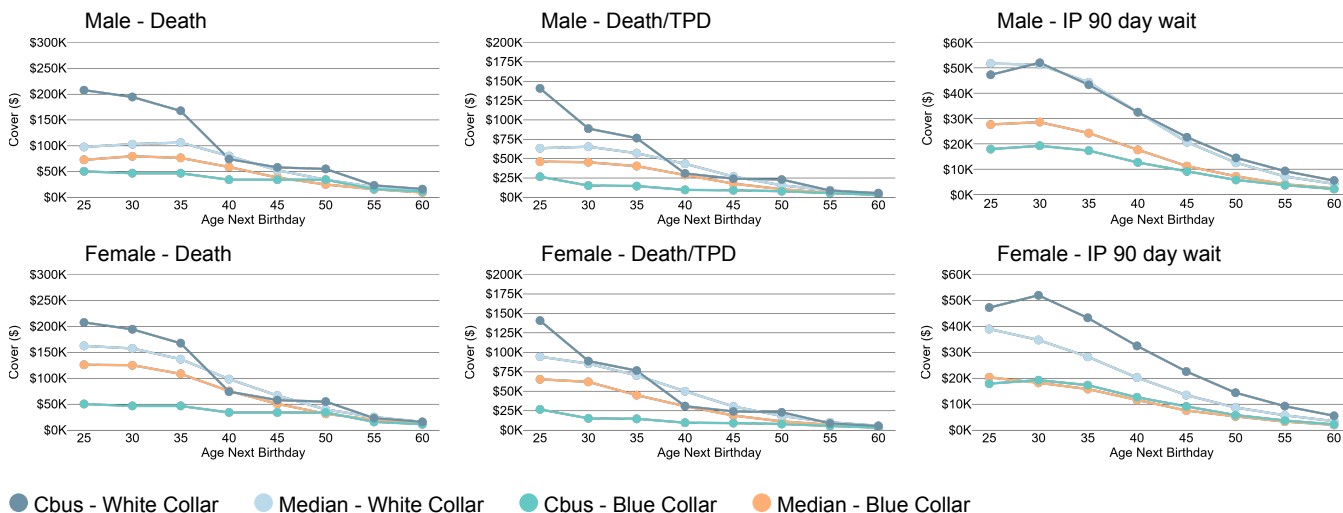 Male - Death
$300K
$250K
$200K
$150K
$100K
$50K
$0K
Cover ($)
25 30 35 40 45 50 55 60
Age Next Birthday
Male - Death/TPD
$200K
$175K
$150K
$125K
$100K
$75K
$50K
$25K
$0K
Cover ($)
25 30 35 40 45 50 55 60
Age Next Birthday
Male - IP 90 day wait
$60K
$50K
$40K
$30K
$20K
$10K
$0K
Cover ($)
25 30 35 40 45 50 55 60
Age Next Birthday
Female - Death
$300K
$250K
$200K
$150K
$100K
$50K
$0K
Cover ($)
25 30 35 40 45 50 55 60
Age Next Birthday
Female - Death/TPD
$200K
$175K
$150K
$125K
$100K
$75K
$50K
$25K
$0K
Cover ($)
25 30 35 40 45 50 55 60
Age Next Birthday
Female - IP 90 day wait
$60K
$50K
$40K
$30K
$20K
$10K
$0K
Cover ($)
25 30 35 40 45 50 55 60
Age Next Birthday
Cbus - White Collar Median - White Collar Cbus - Blue Collar Median - Blue Collar